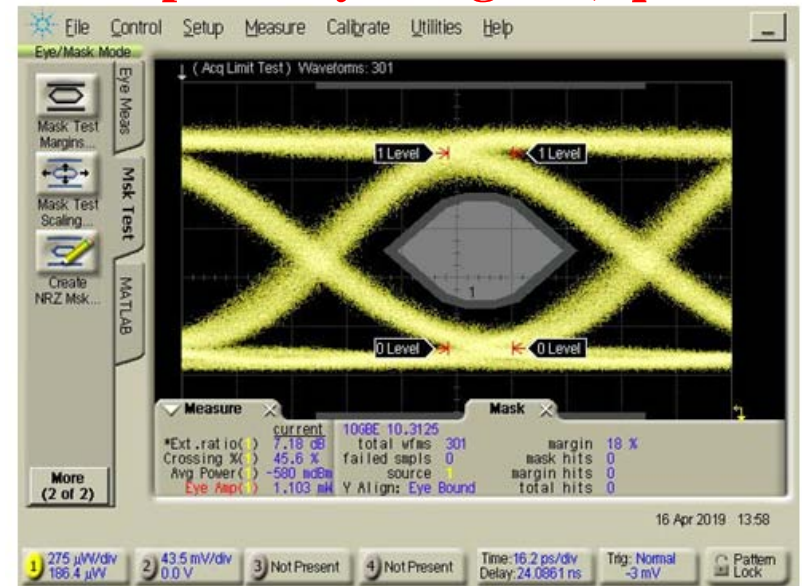 File Control Setup Measure Calibrate Utilities Help
Eye/Mask Mode
( Acq Limit Test ) Waveforms: 301
Eye Meas
Mask Test
Margins...
1 Level
1 Level
Msk Test
Mask Test
Scaling...
1
Create
NRZ Msk...
MATLAB
0 Level
0 Level
Measure
Mask
current
*Ext.ratio(1) 7.18 dB
Crossing %(1) 45.6 %
Avg Power(1) -580 mdBm
Eye Amp(1) 1.103 mW
10GBE 10.3125
total wfms 301
failed smpls 0
source 1
Y Align: Eye Bound
margin 18 %
mask hits 0
margin hits 0
total hits 0
More
(2 of 2)
16 Apr 2019 13:58
1 275 µW/div
186.4 µW
2 43.5 mV/div
0.0 V
3 Not Present
4 Not Present
Time:16.2 ps/div
Delay:24.0861 ns
Trig: Normal
-3 mV
Pattern
Lock